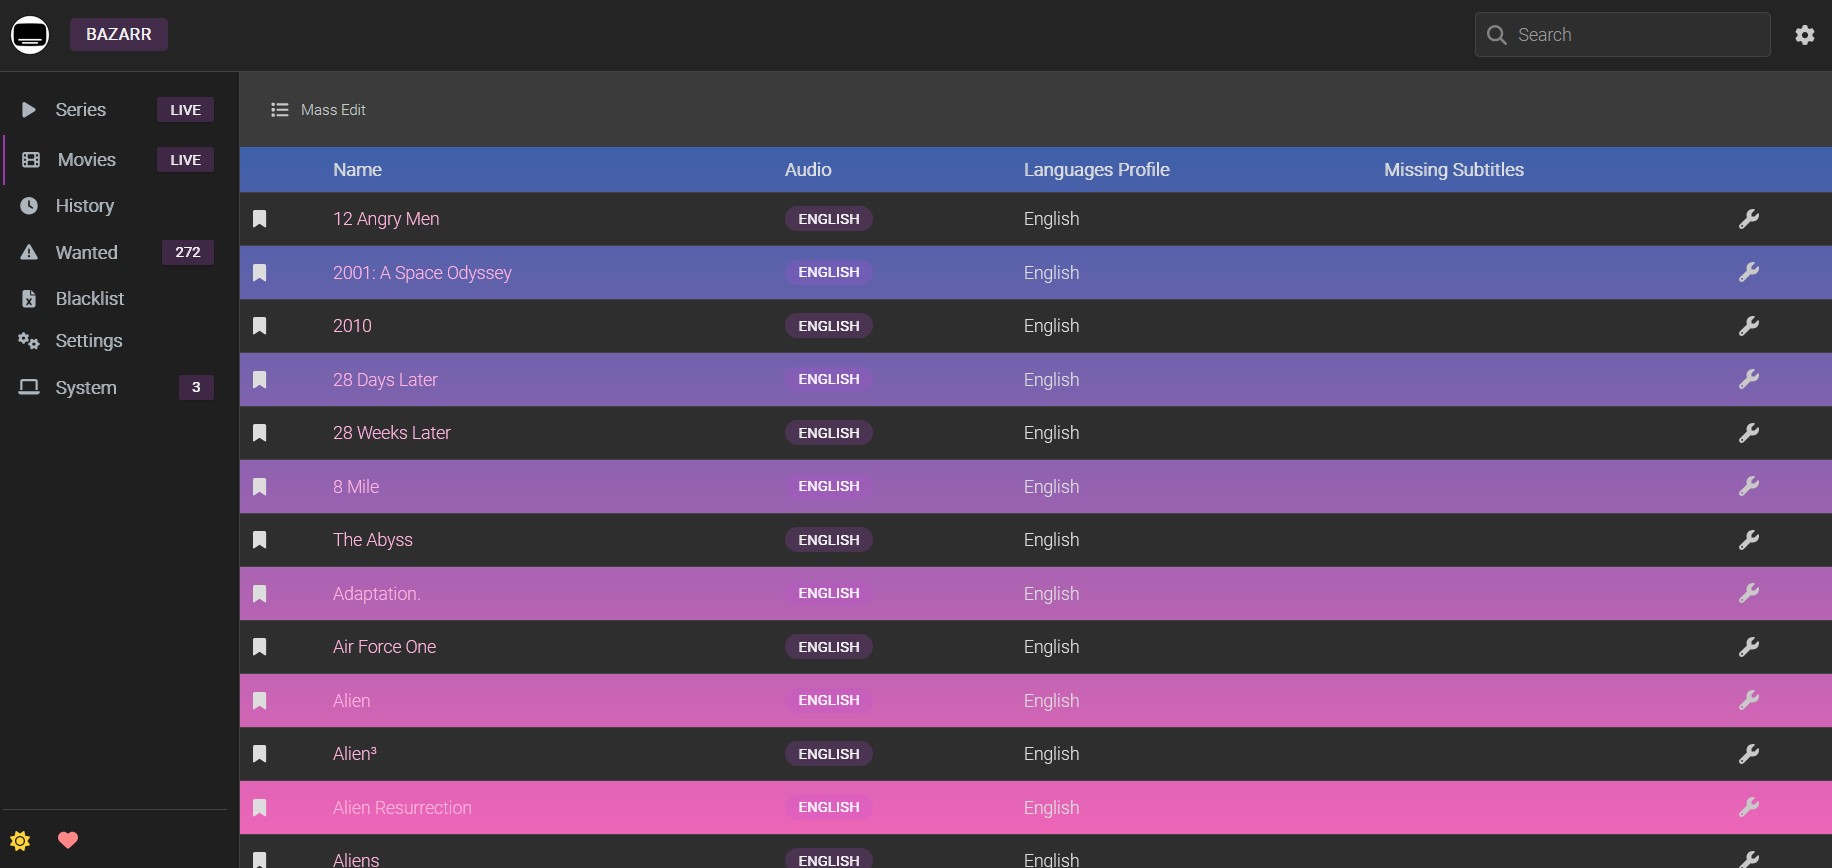 BAZARR
Search
Series LIVE
Movies LIVE
History
Wanted 272
Blacklist
Settings
System 3
Mass Edit
Name Audio Languages Profile Missing Subtitles
12 Angry Men ENGLISH English
2001: A Space Odyssey ENGLISH English
2010 ENGLISH English
28 Days Later ENGLISH English
28 Weeks Later ENGLISH English
8 Mile ENGLISH English
The Abyss ENGLISH English
Adaptation. ENGLISH English
Air Force One ENGLISH English
Alien ENGLISH English
Alien³ ENGLISH English
Alien Resurrection ENGLISH English
Aliens ENGLISH English